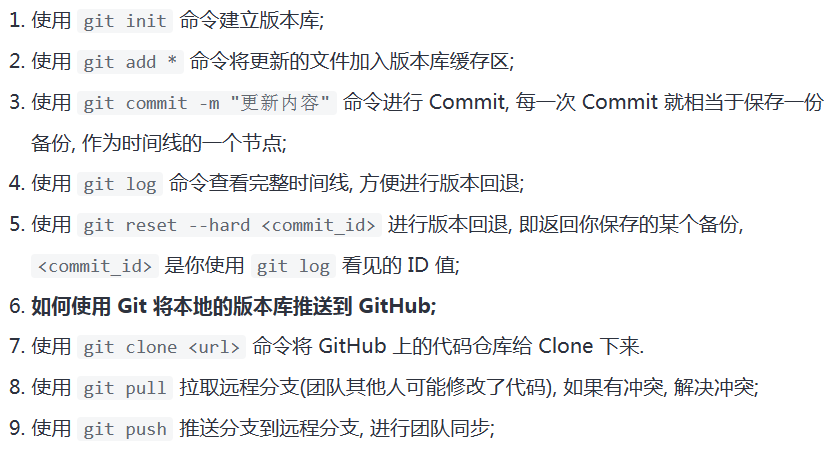 1. 使用 git init 命令建立版本库;
2. 使用 git add * 命令将更新的文件加入版本库缓存区;
3. 使用 git commit -m "更新内容" 命令进行 Commit, 每一次 Commit 就相当于保存一份
备份, 作为时间线的一个节点;
4. 使用 git log 命令查看完整时间线, 方便进行版本回退;
5. 使用 git reset --hard <commit_id> 进行版本回退, 即返回你保存的某个备份,
<commit_id> 是你使用 git log 看见的 ID 值;
6. 如何使用 Git 将本地的版本库推送到 GitHub;
7. 使用 git clone <url> 命令将 GitHub 上的代码仓库给 Clone 下来.
8. 使用 git pull 拉取远程分支(团队其他人可能修改了代码), 如果有冲突, 解决冲突;
9. 使用 git push 推送分支到远程分支, 进行团队同步;